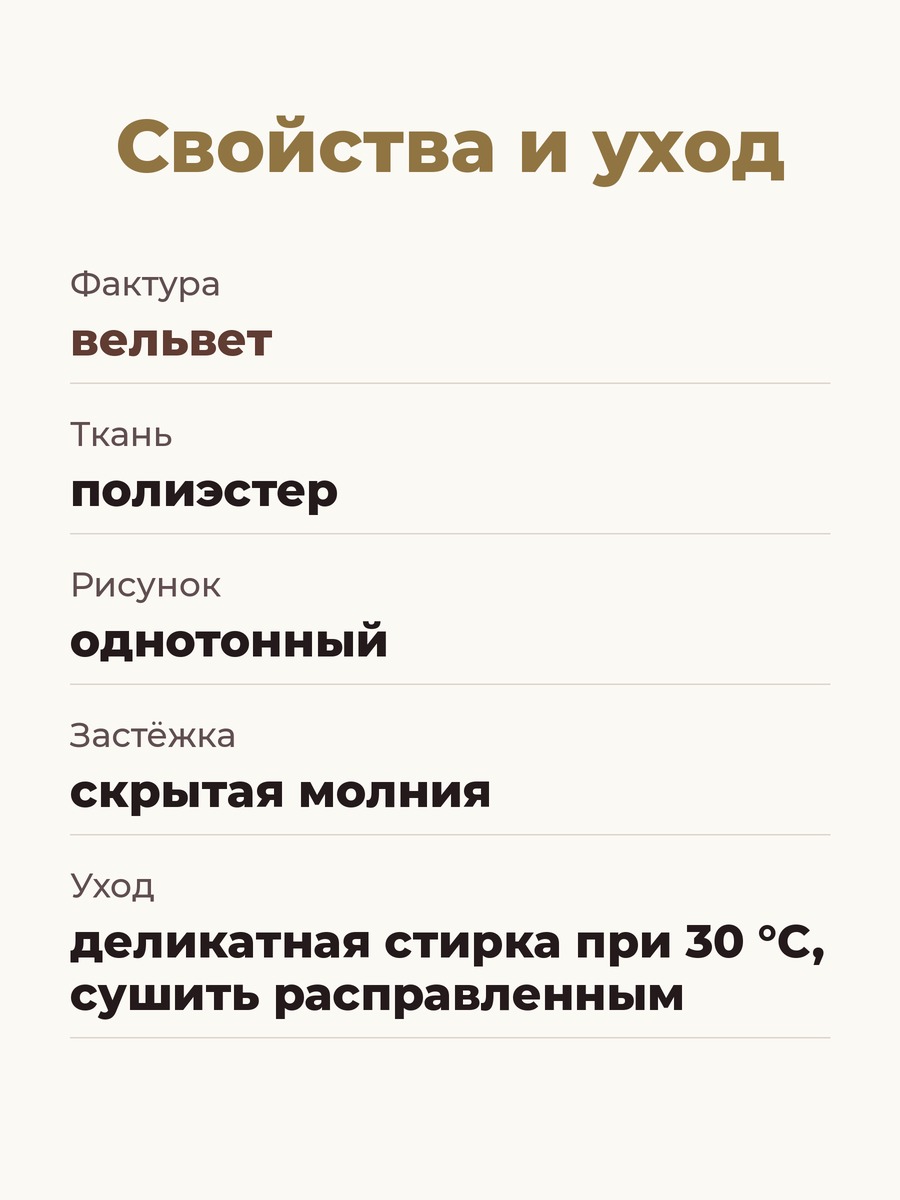 Свойства и уход
Фактура
вельвет
Ткань
полиэстер
Рисунок
однотонный
Застёжка
скрытая молния
Уход
деликатная стирка при 30 °C,
сушить расправленным